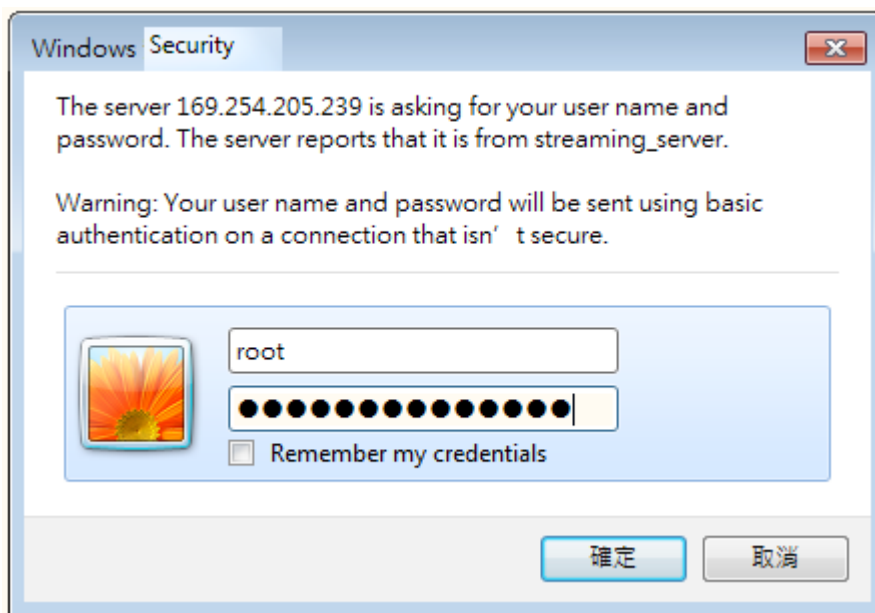 Windows Security
The server 169.254.205.239 is asking for your user name and
password. The server reports that it is from streaming_server.
Warning: Your user name and password will be sent using basic
authentication on a connection that isn’ t secure.
root
●●●●●●●●●●●●●●
Remember my credentials
確定 取消